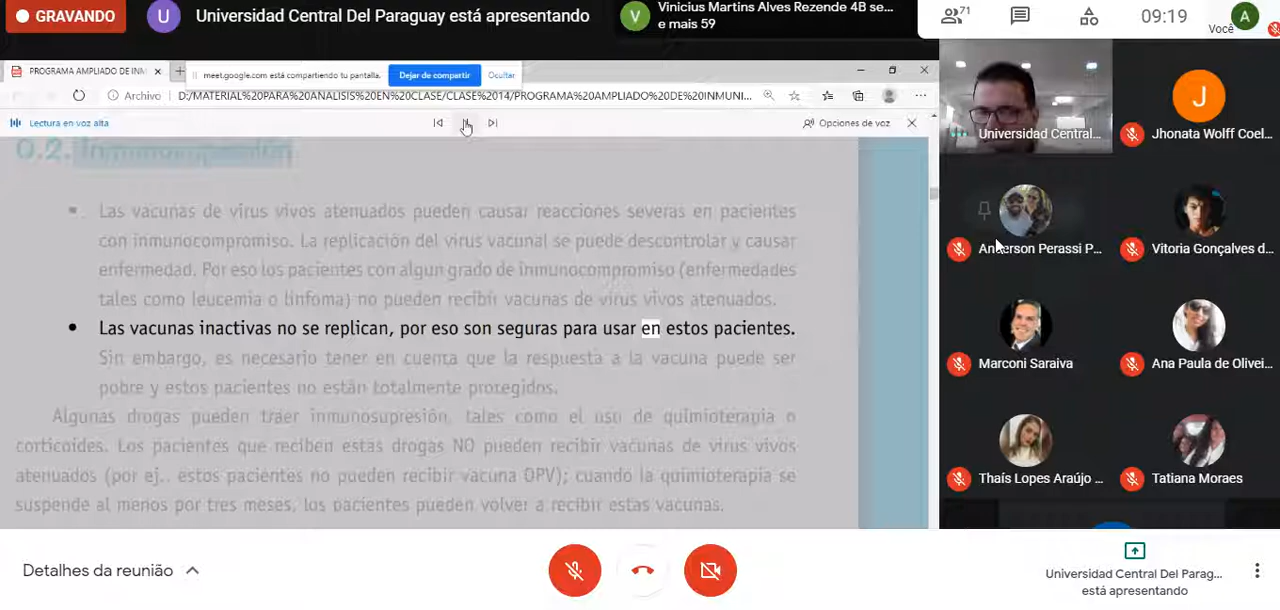 GRAVANDO
U
Universidad Central Del Paraguay está apresentando
V
Vinicius Martins Alves Rezende 4B se...
e mais 59
71
09:19
Você
A
PROGRAMA AMPLIADO DE INM
meet.google.com está compartiendo tu pantalla.
Dejar de compartir
Ocultar
Archivo
D:/MATERIAL%20PARA%20ANALISIS%20EN%20CLASE/CLASE%2014/PROGRAMA%20AMPLIADO%20DE%20INMUNI...
Lectura en voz alta
Opciones de voz
0.2. Inmunosupresión
Las vacunas de virus vivos atenuados pueden causar reacciones severas en pacientes
con inmunocompromiso. La replicación del virus vacunal se puede descontrolar y causar
enfermedad. Por eso los pacientes con algun grado de inmunocompromiso (enfermedades
tales como leucemia o linfoma) no pueden recibir vacunas de virus vivos atenuados.
• Las vacunas inactivas no se replican, por eso son seguras para usar en estos pacientes.
Sin embargo, es necesario tener en cuenta que la respuesta a la vacuna puede ser
pobre y estos pacientes no están totalmente protegidos.
Algunas drogas pueden traer inmunosupresión, tales como el uso de quimioterapia o
corticoides. Los pacientes que reciben estas drogas NO pueden recibir vacunas de virus vivos
atenuados (por ej.. estos pacientes no pueden recibir vacuna OPV); cuando la quimioterapia se
suspende al menos por tres meses, los pacientes pueden volver a recibir estas vacunas.
Universidad Central...
J
Jhonata Wolff Coel...
Anderson Perassi P...
Vitoria Gonçalves d...
Marconi Saraiva
Ana Paula de Olivei...
Thaís Lopes Araújo ...
Tatiana Moraes
Detalhes da reunião
Universidad Central Del Parag...
está apresentando